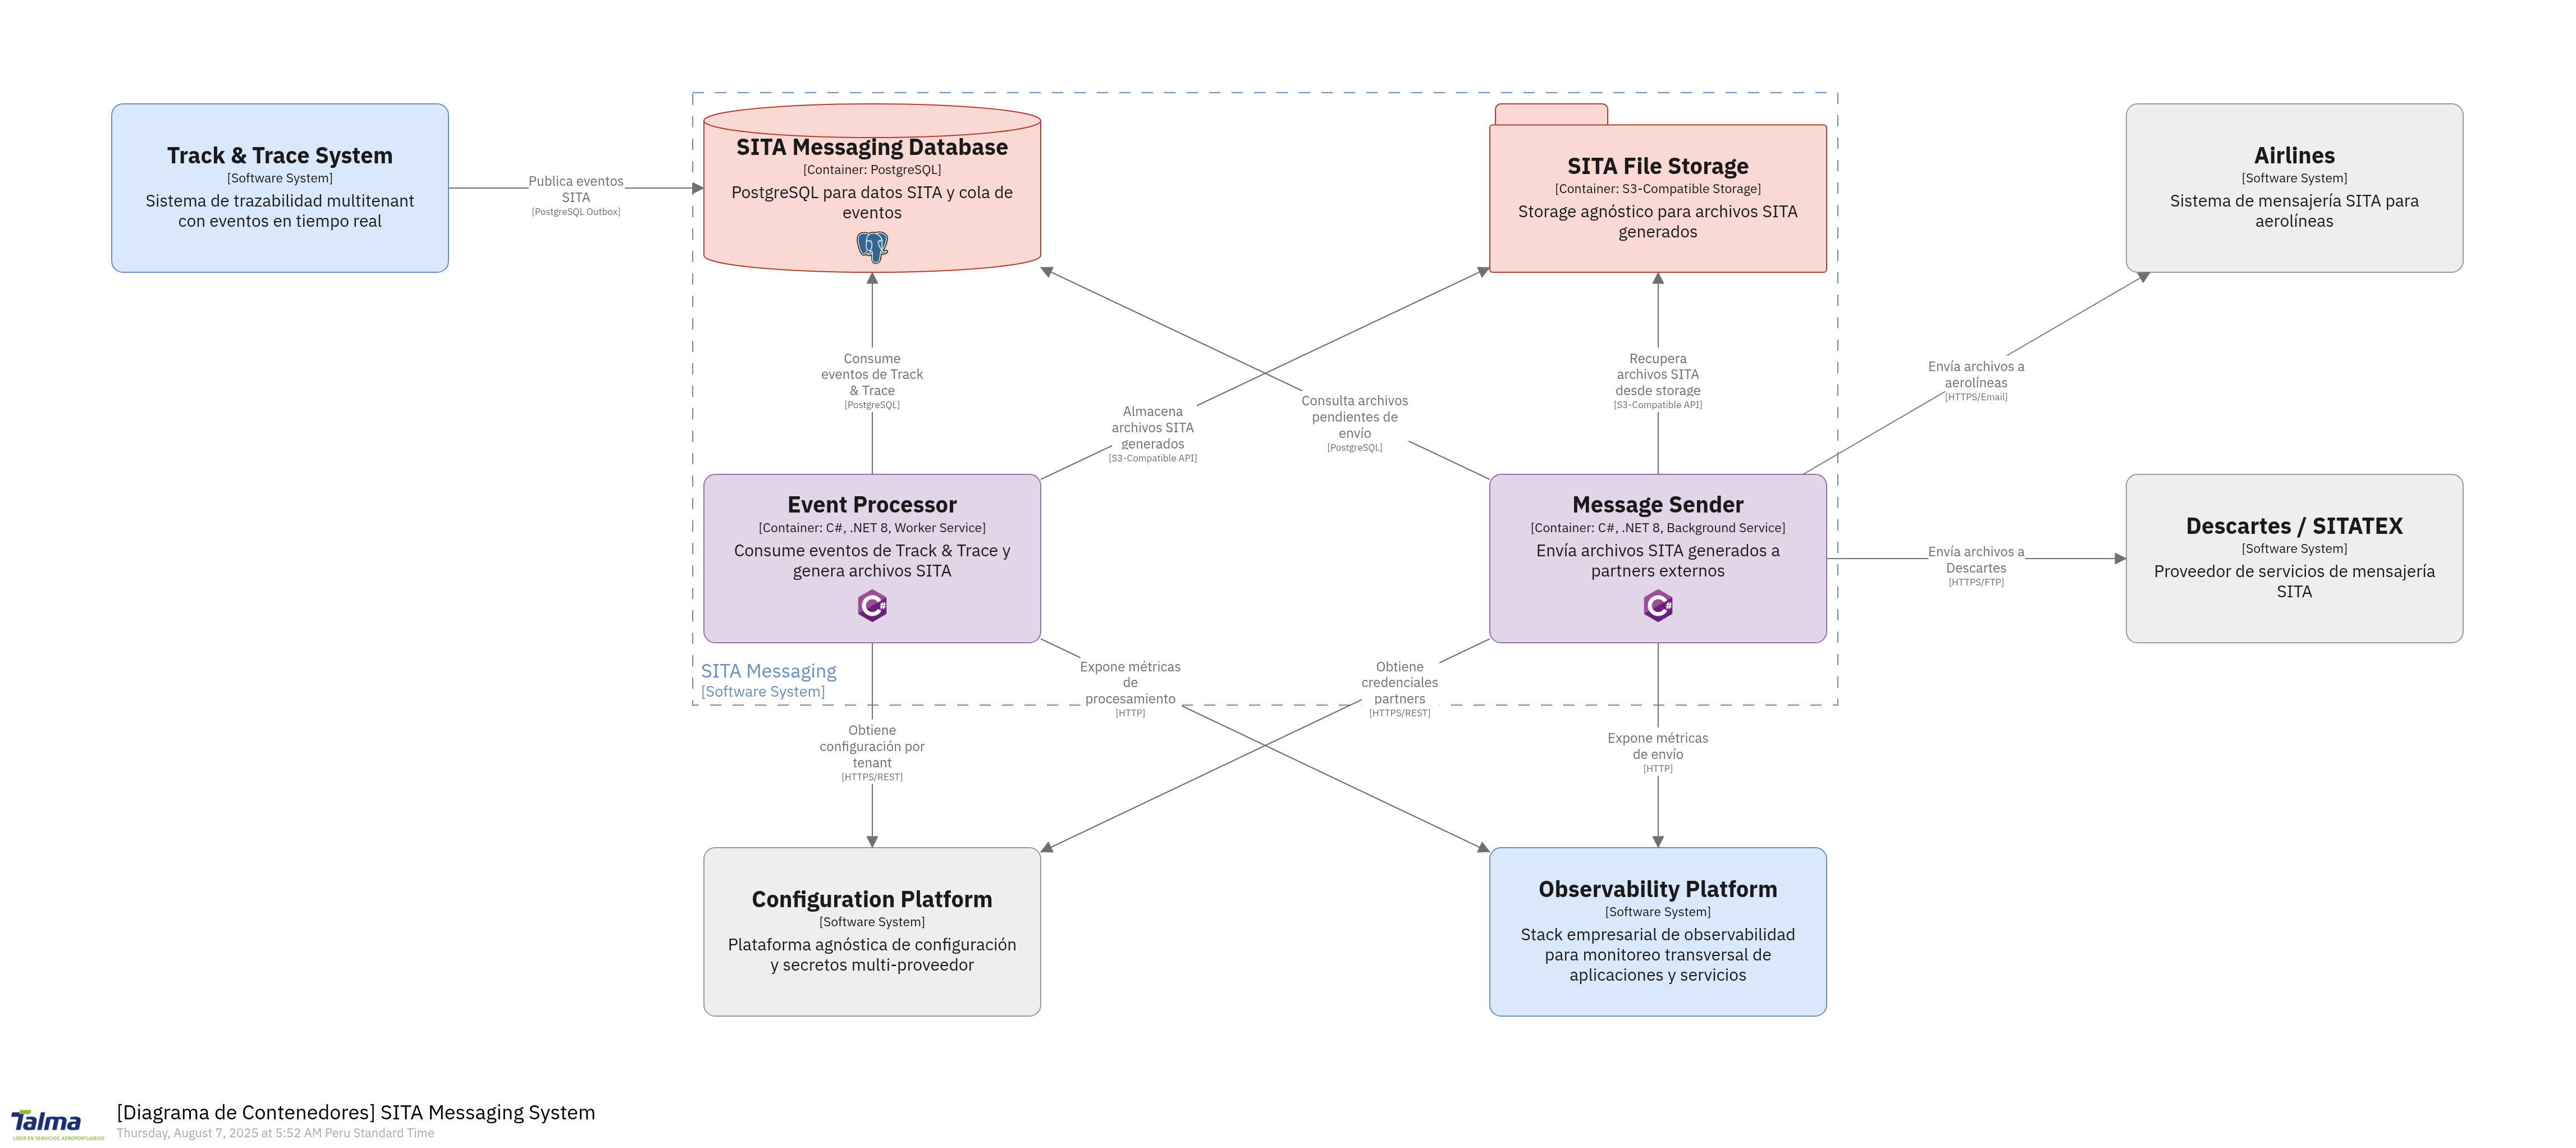 Track & Trace System
[Software System]
Sistema de trazabilidad multitenant
con eventos en tiempo real
Publica eventos
SITA
[PostgreSQL Outbox]
SITA Messaging Database
[Container: PostgreSQL]
PostgreSQL para datos SITA y cola de
eventos
SITA File Storage
[Container: S3-Compatible Storage]
Storage agnóstico para archivos SITA
generados
Airlines
[Software System]
Sistema de mensajería SITA para
aerolíneas
Consume
eventos de Track
& Trace
[PostgreSQL]
Almacena
archivos SITA
generados
[S3-Compatible API]
Consulta archivos
pendientes de
envío
[PostgreSQL]
Recupera
archivos SITA
desde storage
[S3-Compatible API]
Envía archivos a
aerolíneas
[HTTPS/Email]
Event Processor
[Container: C#, .NET 8, Worker Service]
Consume eventos de Track & Trace y
genera archivos SITA
Message Sender
[Container: C#, .NET 8, Background Service]
Envía archivos SITA generados a
partners externos
Envía archivos a
Descartes
[HTTPS/FTP]
Descartes / SITATEX
[Software System]
Proveedor de servicios de mensajería
SITA
SITA Messaging
[Software System]
Expone métricas
de
procesamiento
[HTTP]
Obtiene
credenciales
partners
[HTTPS/REST]
Obtiene
configuración por
tenant
[HTTPS/REST]
Expone métricas
de envío
[HTTP]
Configuration Platform
[Software System]
Plataforma agnóstica de configuración
y secretos multi-proveedor
Observability Platform
[Software System]
Stack empresarial de observabilidad
para monitoreo transversal de
aplicaciones y servicios
Talma
LÍDER EN SERVICIOS AEROPORTUARIOS
[Diagrama de Contenedores] SITA Messaging System
Thursday, August 7, 2025 at 5:52 AM Peru Standard Time